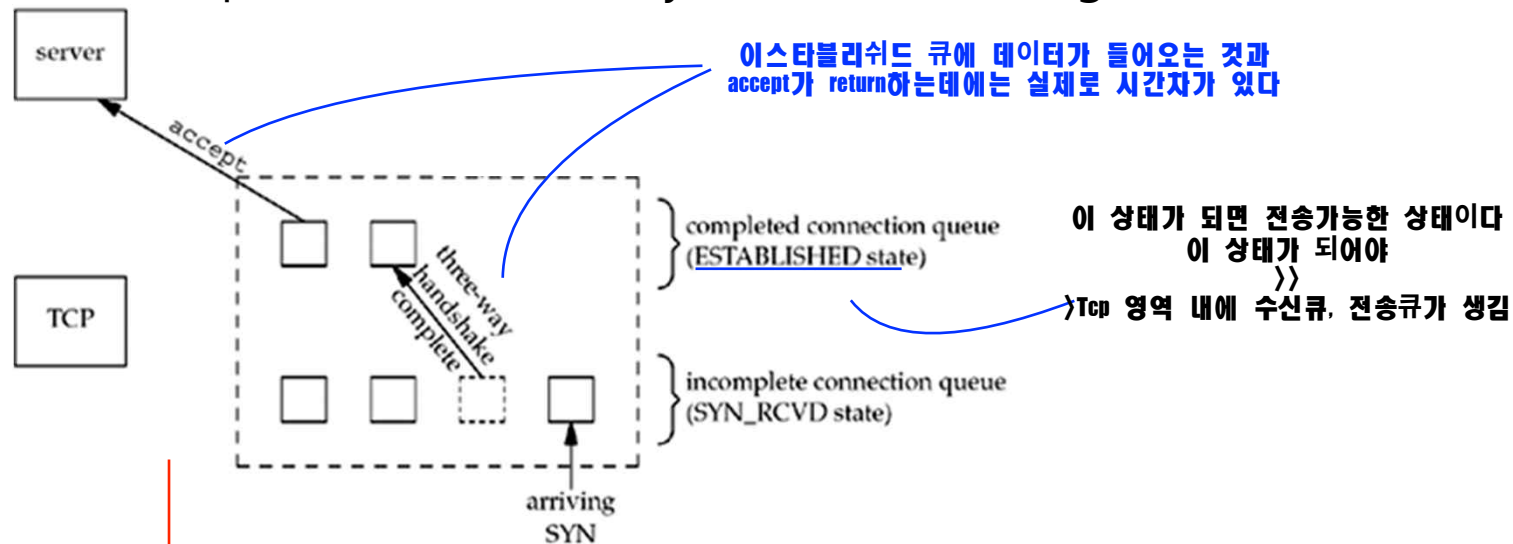 server
이스타블리쉬드 큐에 데이터가 들어오는 것과
accept가 return하는데에는 실제로 시간차가 있다
accept
completed connection queue
(ESTABLISHED state)
이 상태가 되면 전송가능한 상태이다
이 상태가 되어야
>>
>Tcp 영역 내에 수신큐, 전송큐가 생김
three-way
handshake
complete
TCP
incomplete connection queue
(SYN_RCVD state)
arriving
SYN